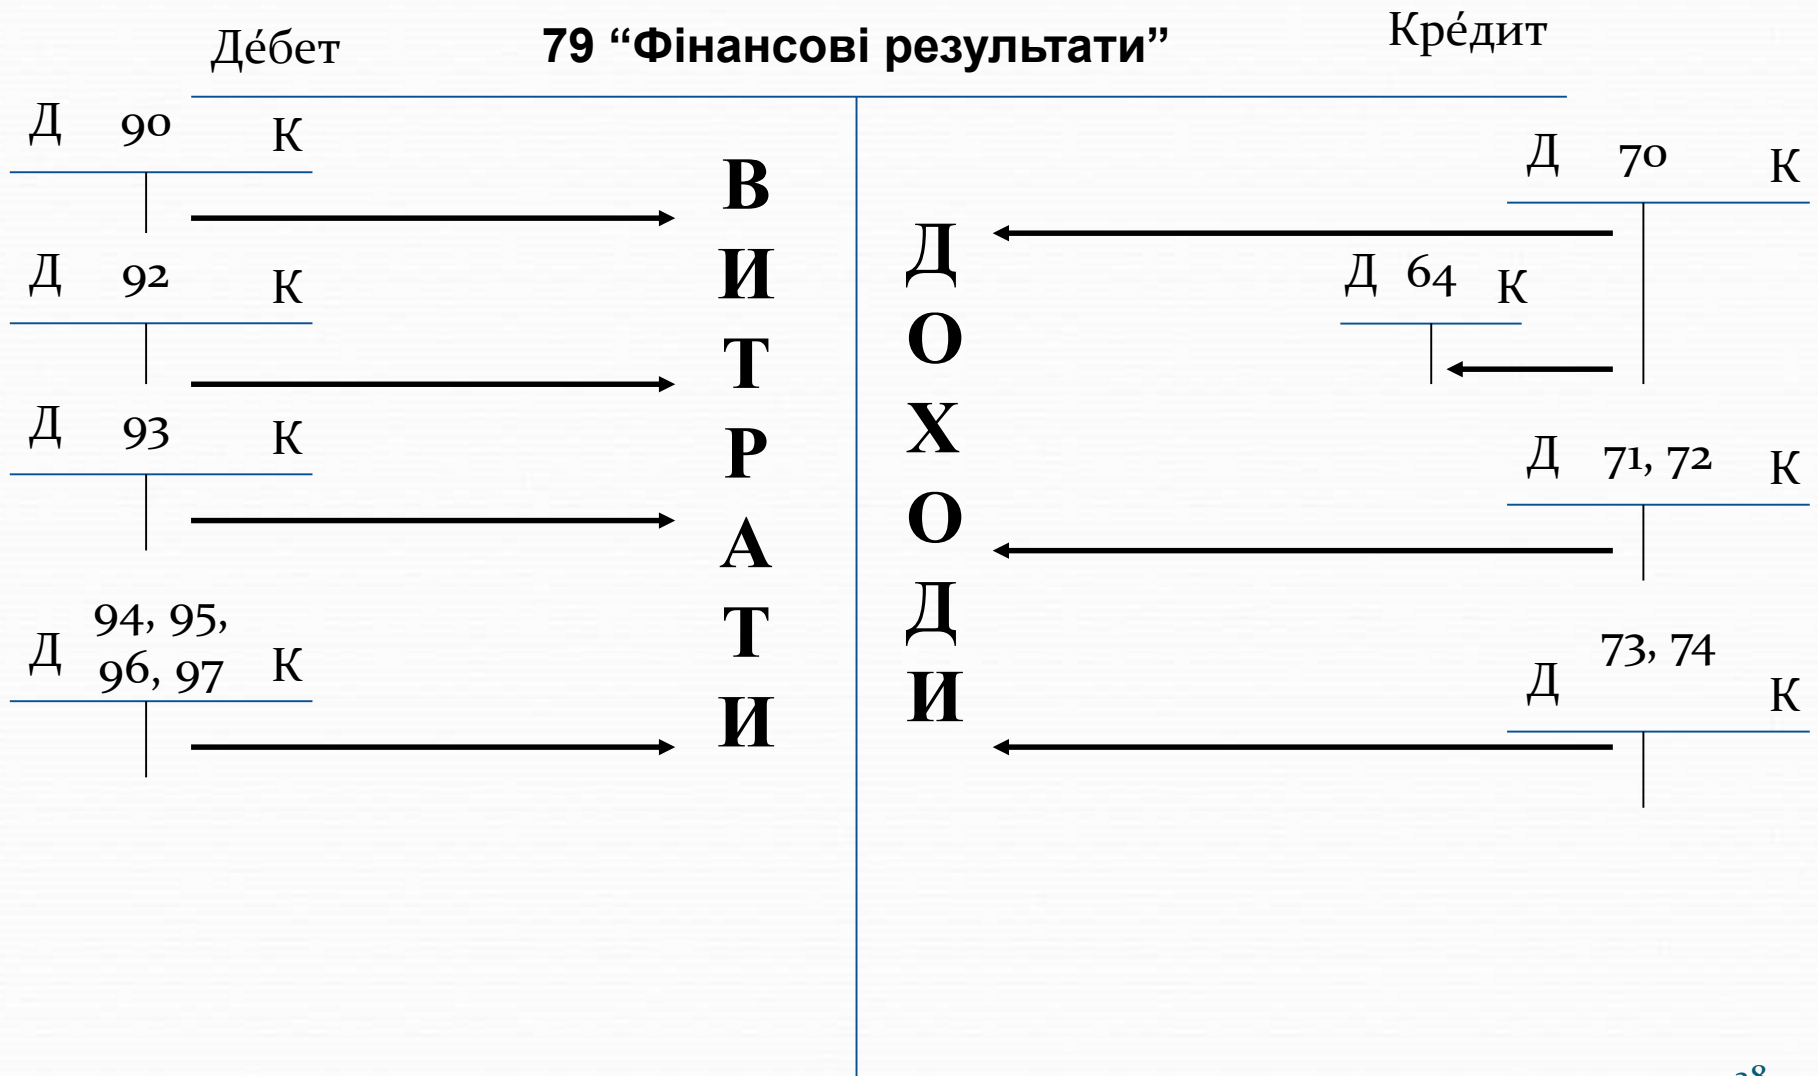 Де́бет 79 “Фінансові результати” Кре́дит
Д 90 К
Д 92 К
Д 93 К
Д 94, 95,
96, 97 К
В
И
Т
Р
А
Т
И
Д
О
Х
О
Д
И
Д 70 К
Д 64 К
Д 71, 72 К
73, 74
Д К